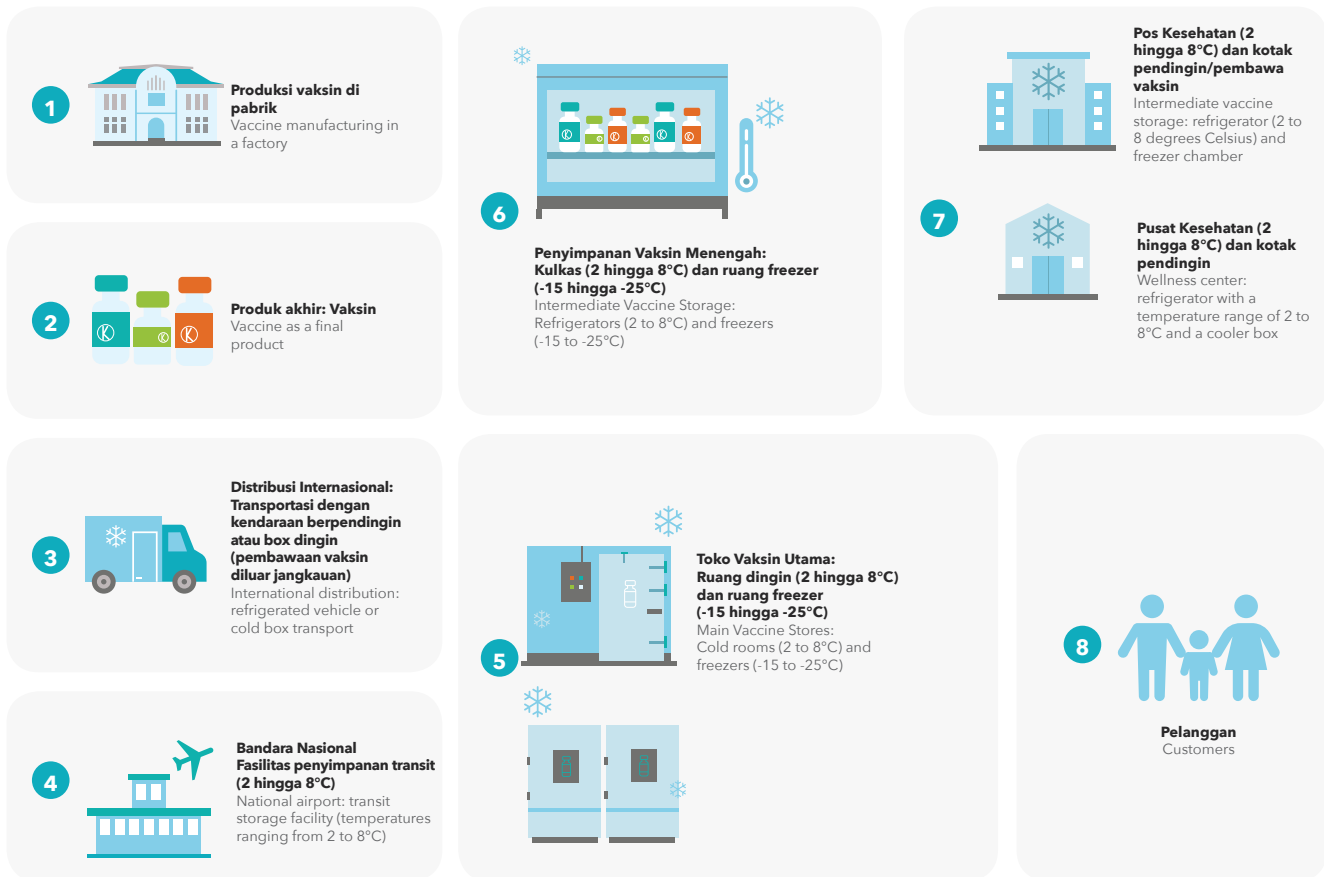 1
Produksi vaksin di
pabrik
Vaccine manufacturing in
a factory
2
Produk akhir: Vaksin
Vaccine as a final
product
3
Distribusi Internasional:
Transportasi dengan
kendaraan berpendingin
atau box dingin
(pembawaan vaksin
diluar jangkauan)
International distribution:
refrigerated vehicle or
cold box transport
4
Bandara Nasional
Fasilitas penyimpanan transit
(2 hingga 8°C)
National airport: transit
storage facility (temperatures
ranging from 2 to 8°C)
5
Toko Vaksin Utama:
Ruang dingin (2 hingga 8°C)
dan ruang freezer
(-15 hingga -25°C)
Main Vaccine Stores:
Cold rooms (2 to 8°C) and
freezers (-15 to -25°C)
6
Penyimpanan Vaksin Menengah:
Kulkas (2 hingga 8°C) dan ruang freezer
(-15 hingga -25°C)
Intermediate Vaccine Storage:
Refrigerators (2 to 8°C) and freezers
(-15 to -25°C)
7
Pos Kesehatan (2
hingga 8°C) dan kotak
pendingin/pembawa
vaksin
Intermediate vaccine
storage: refrigerator (2 to
8 degrees Celsius) and
freezer chamber
Pusat Kesehatan (2
hingga 8°C) dan kotak
pendingin
Wellness center:
refrigerator with a
temperature range of 2 to
8°C and a cooler box
8
Pelanggan
Customers